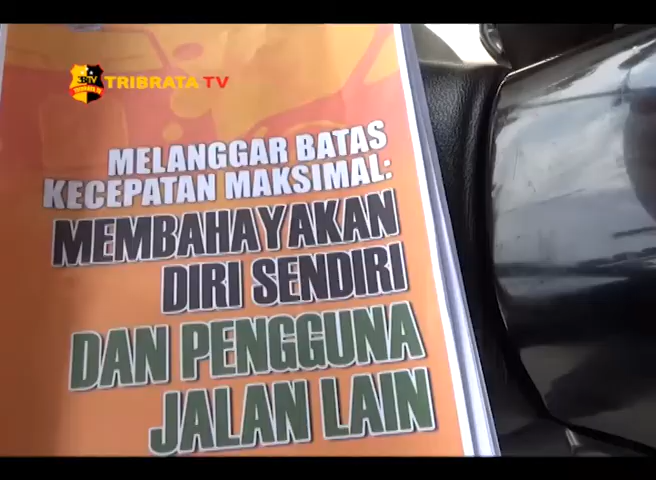 TRIBRATA TV
MELANGGAR BATAS
KECEPATAN MAKSIMAL:
MEMBAHAYAKAN
DIRI SENDIRI
DAN PENGGUNA
JALAN LAIN